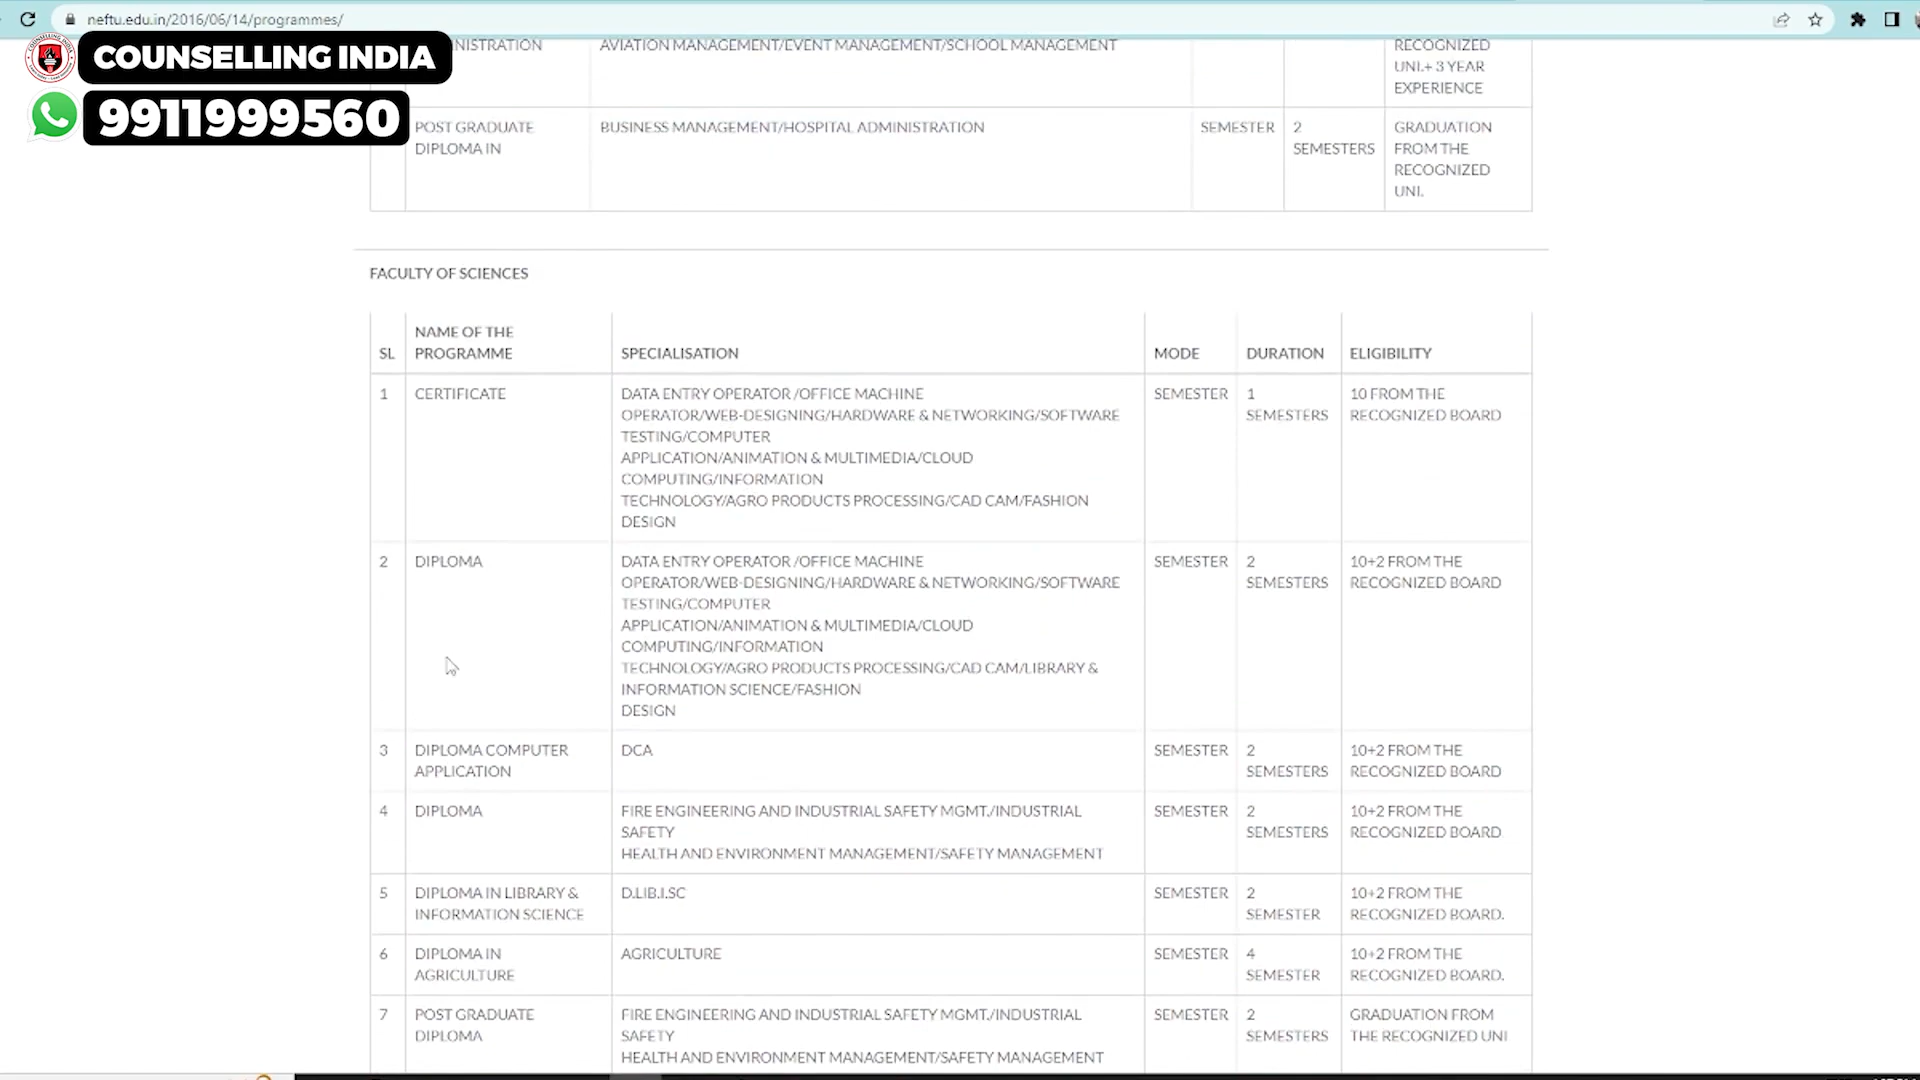 neftu.edu.in/2016/06/14/programmes/
COUNSELLING INDIA
9911999560
NISTRATION
AVIATION MANAGEMENT/EVENT MANAGEMENT/SCHOOL MANAGEMENT
RECOGNIZED
UNI.+ 3 YEAR
EXPERIENCE
POST GRADUATE
DIPLOMA IN
BUSINESS MANAGEMENT/HOSPITAL ADMINISTRATION
SEMESTER
2
SEMESTERS
GRADUATION
FROM THE
RECOGNIZED
UNI.
FACULTY OF SCIENCES
SL
NAME OF THE
PROGRAMME
SPECIALISATION
MODE
DURATION
ELIGIBILITY
1
CERTIFICATE
DATA ENTRY OPERATOR /OFFICE MACHINE
OPERATOR/WEB-DESIGNING/HARDWARE & NETWORKING/SOFTWARE
TESTING/COMPUTER
APPLICATION/ANIMATION & MULTIMEDIA/CLOUD
COMPUTING/INFORMATION
TECHNOLOGY/AGRO PRODUCTS PROCESSING/CAD CAM/FASHION
DESIGN
SEMESTER
1
SEMESTERS
10 FROM THE
RECOGNIZED BOARD
2
DIPLOMA
DATA ENTRY OPERATOR /OFFICE MACHINE
OPERATOR/WEB-DESIGNING/HARDWARE & NETWORKING/SOFTWARE
TESTING/COMPUTER
APPLICATION/ANIMATION & MULTIMEDIA/CLOUD
COMPUTING/INFORMATION
TECHNOLOGY/AGRO PRODUCTS PROCESSING/CAD CAM/LIBRARY &
INFORMATION SCIENCE/FASHION
DESIGN
SEMESTER
2
SEMESTERS
10+2 FROM THE
RECOGNIZED BOARD
3
DIPLOMA COMPUTER
APPLICATION
DCA
SEMESTER
2
SEMESTERS
10+2 FROM THE
RECOGNIZED BOARD
4
DIPLOMA
FIRE ENGINEERING AND INDUSTRIAL SAFETY MGMT./INDUSTRIAL
SAFETY
HEALTH AND ENVIRONMENT MANAGEMENT/SAFETY MANAGEMENT
SEMESTER
2
SEMESTERS
10+2 FROM THE
RECOGNIZED BOARD
5
DIPLOMA IN LIBRARY &
INFORMATION SCIENCE
D.LIB.I.SC
SEMESTER
2
SEMESTER
10+2 FROM THE
RECOGNIZED BOARD.
6
DIPLOMA IN
AGRICULTURE
AGRICULTURE
SEMESTER
4
SEMESTER
10+2 FROM THE
RECOGNIZED BOARD.
7
POST GRADUATE
DIPLOMA
FIRE ENGINEERING AND INDUSTRIAL SAFETY MGMT./INDUSTRIAL
SAFETY
HEALTH AND ENVIRONMENT MANAGEMENT/SAFETY MANAGEMENT
SEMESTER
2
SEMESTERS
GRADUATION FROM
THE RECOGNIZED UNI